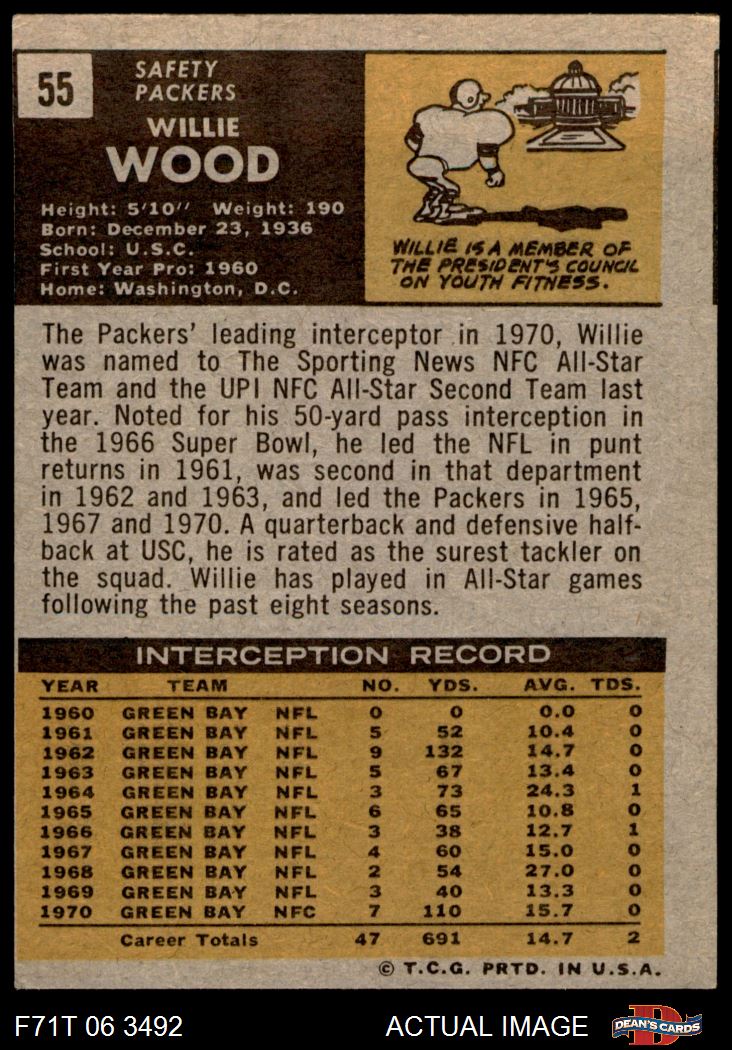 55
SAFETY
PACKERS
WILLIE
WOOD
Height: 5'10" Weight: 190
Born: December 23, 1936
School: U.S.C.
First Year Pro: 1960
Home: Washington, D.C.
WILLIE IS A MEMBER OF
THE PRESIDENT'S COUNCIL
ON YOUTH FITNESS.
The Packers' leading interceptor in 1970, Willie
was named to The Sporting News NFC All-Star
Team and the UPI NFC All-Star Second Team last
year. Noted for his 50-yard pass interception in
the 1966 Super Bowl, he led the NFL in punt
returns in 1961, was second in that department
in 1962 and 1963, and led the Packers in 1965,
1967 and 1970. A quarterback and defensive half-
back at USC, he is rated as the surest tackler on
the squad. Willie has played in All-Star games
following the past eight seasons.
INTERCEPTION RECORD
YEAR TEAM NO. YDS. AVG. TDS.
1960 GREEN BAY NFL 0 0 0.0 0
1961 GREEN BAY NFL 5 52 10.4 0
1962 GREEN BAY NFL 9 132 14.7 0
1963 GREEN BAY NFL 5 67 13.4 0
1964 GREEN BAY NFL 3 73 24.3 1
1965 GREEN BAY NFL 6 65 10.8 0
1966 GREEN BAY NFL 3 38 12.7 1
1967 GREEN BAY NFL 4 60 15.0 0
1968 GREEN BAY NFL 2 54 27.0 0
1969 GREEN BAY NFL 3 40 13.3 0
1970 GREEN BAY NFC 7 110 15.7 0
Career Totals 47 691 14.7 2
© T.C.G. PRTD. IN U.S.A.
F71T 06 3492 ACTUAL IMAGE D DEAN'S CARDS